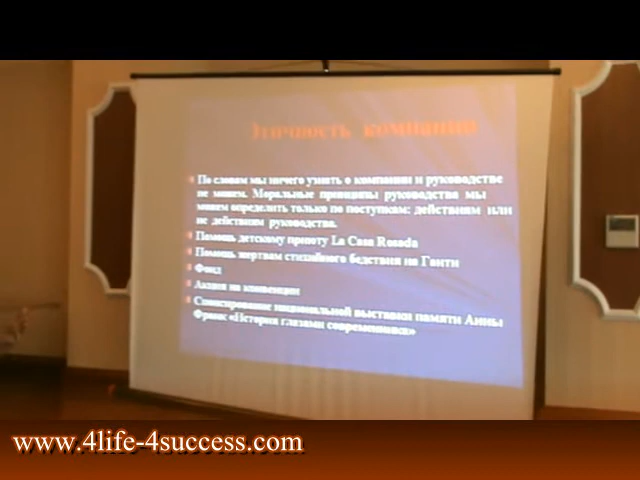 Этичность компании
По словам мы ничего узнать о компании и руководстве
не можем. Моральные принципы руководства мы
можем определить только по поступкам: действиям или
не действиям руководства.
Помощь детскому приюту La Casa Rosada
Помощь жертвам стихийного бедствия на Гаити
Фонд
Акция на конвенции
Спонсирование национальной выставки памяти Анны
Франк «История глазами современника»
www.4life-4success.com